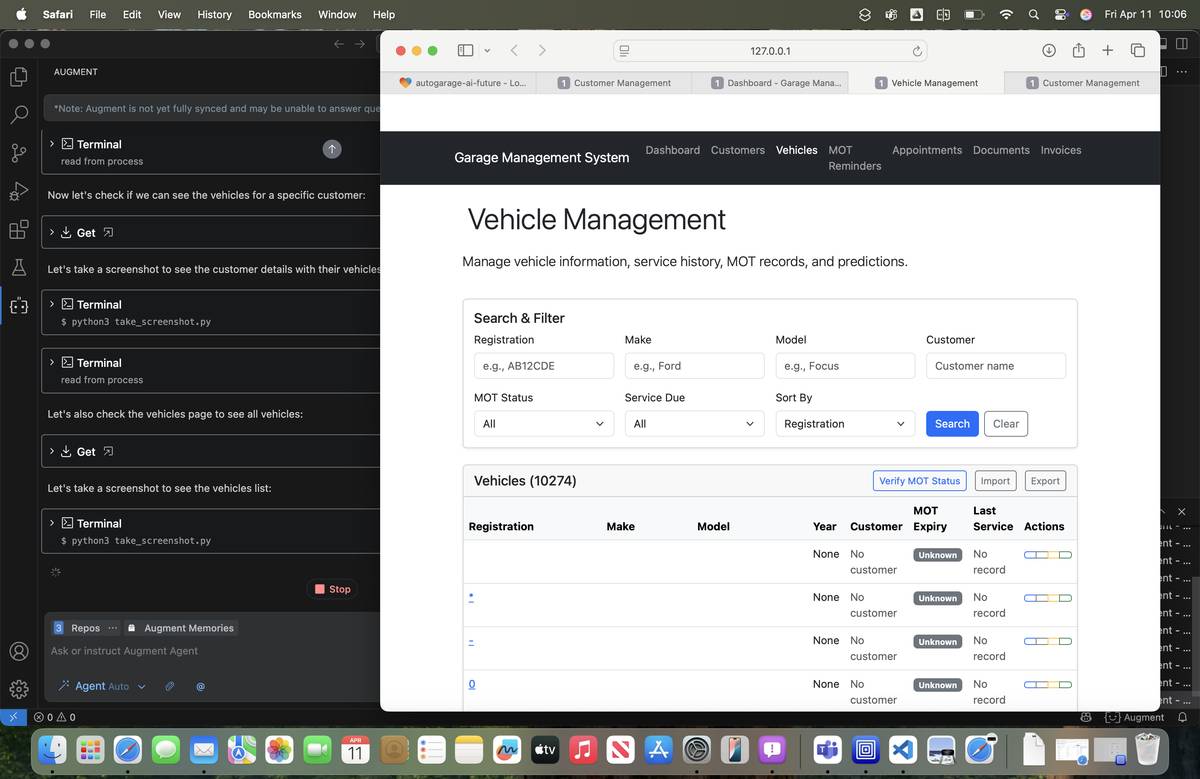 Safari File Edit View History Bookmarks Window Help
Fri Apr 11 10:06
AUGMENT
*Note: Augment is not yet fully synced and may be unable to answer que
Terminal
read from process
Now let's check if we can see the vehicles for a specific customer:
Get
Let's take a screenshot to see the customer details with their vehicles
Terminal
$ python3 take_screenshot.py
Terminal
read from process
Let's also check the vehicles page to see all vehicles:
Get
Let's take a screenshot to see the vehicles list:
Terminal
$ python3 take_screenshot.py
Stop
3 Repos ··· Augment Memories
Ask or instruct Augment Agent
Agent Auto
@
0 0
127.0.0.1
autogarage-ai-future - Lo...
1 Customer Management
1 Dashboard - Garage Mana...
1 Vehicle Management
1 Customer Management
Garage Management System
Dashboard Customers Vehicles MOT Reminders Appointments Documents Invoices
Vehicle Management
Manage vehicle information, service history, MOT records, and predictions.
Search & Filter
Registration Make Model Customer
e.g., AB12CDE e.g., Ford e.g., Focus Customer name
MOT Status Service Due Sort By
All All Registration Search Clear
Vehicles (10274) Verify MOT Status Import Export
Registration Make Model Year Customer MOT Expiry Last Service Actions
None No customer Unknown No record
* None No customer Unknown No record
- None No customer Unknown No record
0 None No customer Unknown No record
ent - ...
ent - ...
ent - ...
ent - ...
ent - ...
ent - ...
ent - ...
ent - ...
ent - ...
ent - ...
Augment
APR
11
tv